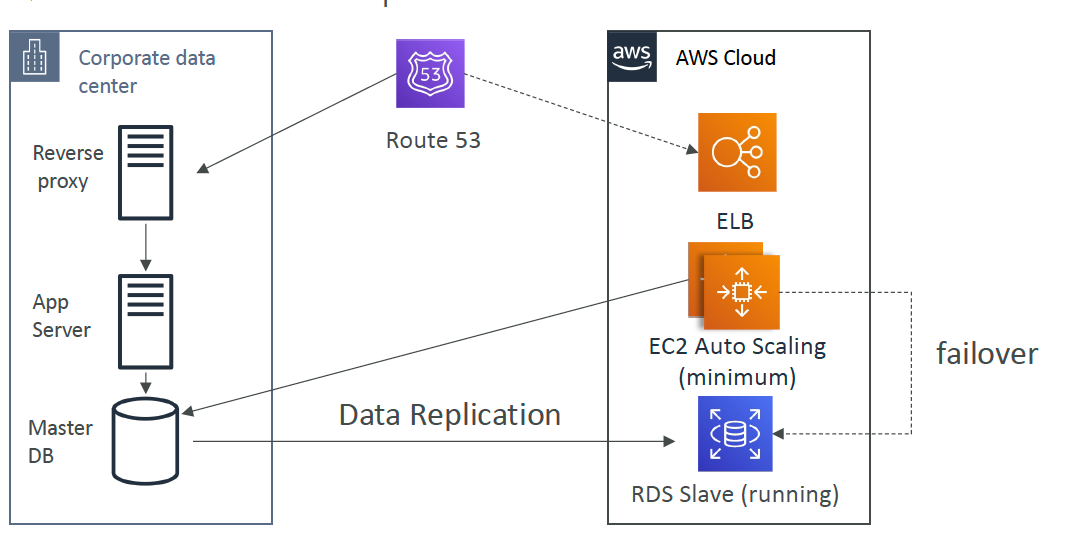 Corporate data
center
53
aws
AWS Cloud
Route 53
Reverse
proxy
ELB
App
Server
EC2 Auto Scaling
(minimum)
failover
Data Replication
Master
DB
RDS Slave (running)